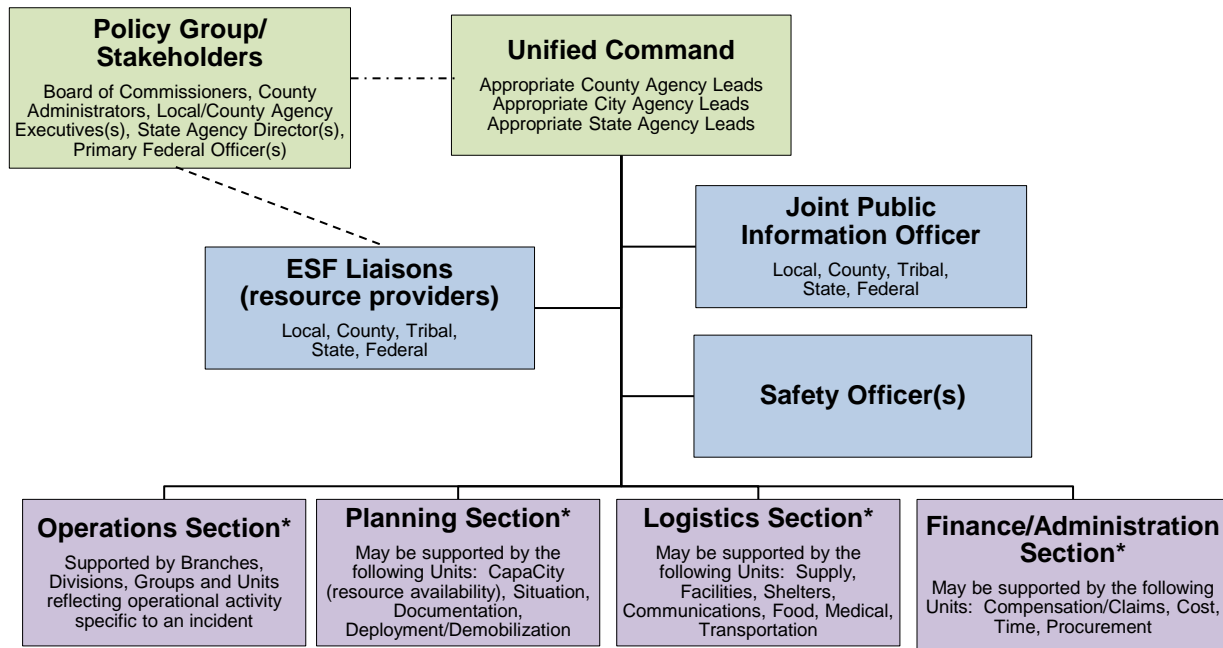 Policy Group/
Stakeholders
Board of Commissioners, County
Administrators, Local/County Agency
Executives(s), State Agency Director(s),
Primary Federal Officer(s)
Unified Command
Appropriate County Agency Leads
Appropriate City Agency Leads
Appropriate State Agency Leads
Joint Public
Information Officer
Local, County, Tribal,
State, Federal
ESF Liaisons
(resource providers)
Local, County, Tribal,
State, Federal
Safety Officer(s)
Operations Section*
Supported by Branches,
Divisions, Groups and Units
reflecting operational activity
specific to an incident
Planning Section*
May be supported by the
following Units: CapaCity
(resource availability), Situation,
Documentation,
Deployment/Demobilization
Logistics Section*
May be supported by the
following Units: Supply,
Facilities, Shelters,
Communications, Food, Medical,
Transportation
Finance/Administration
Section*
May be supported by the following
Units: Compensation/Claims, Cost,
Time, Procurement